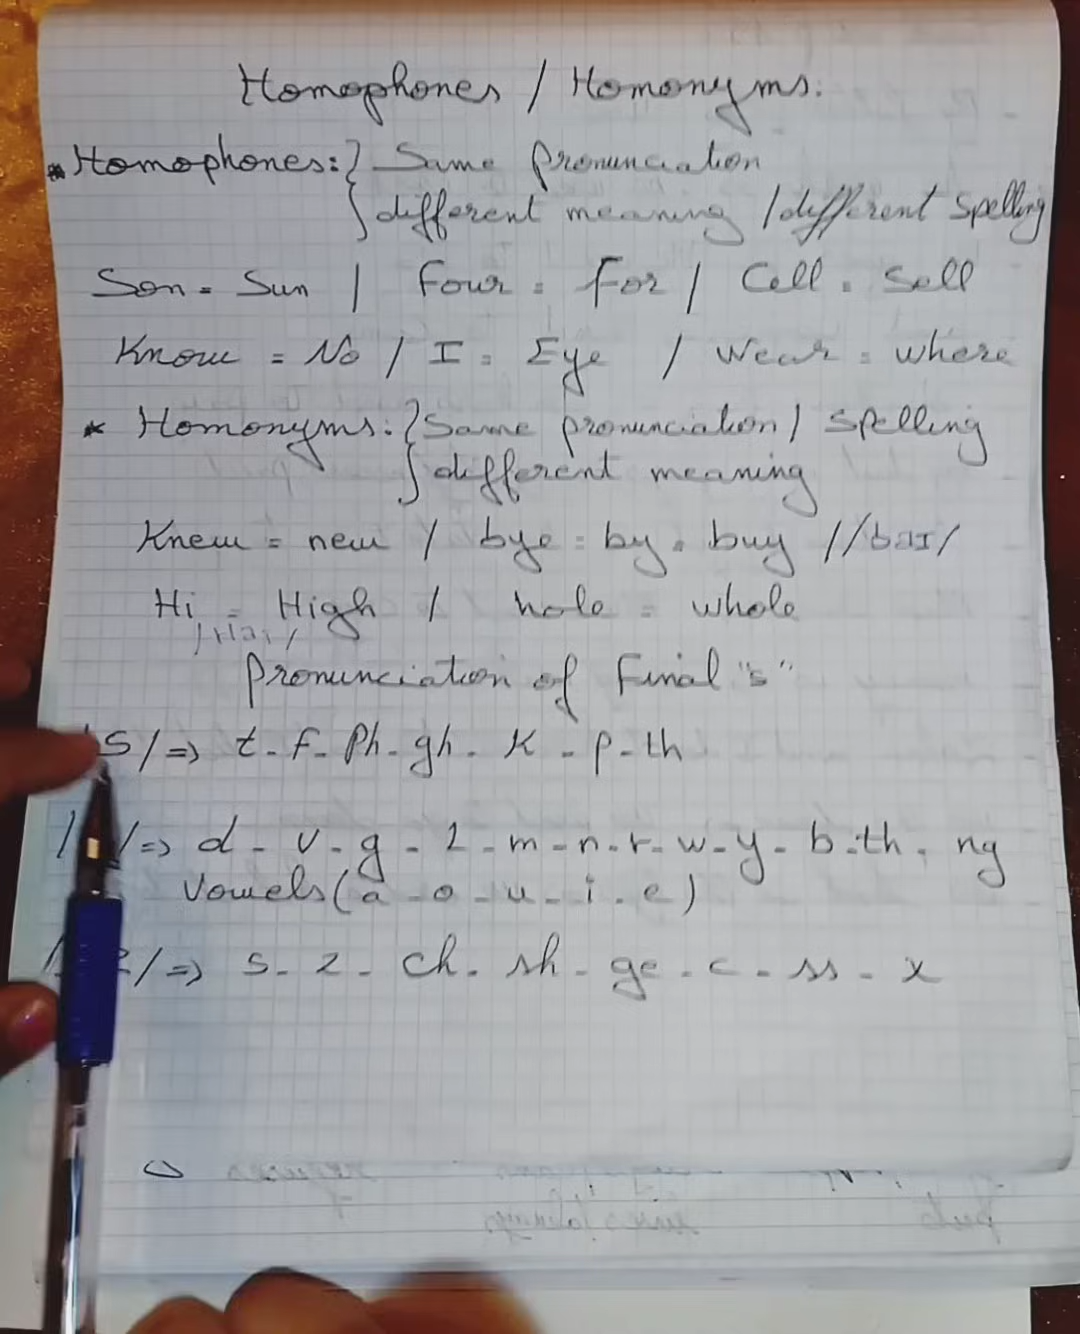 Homophones / Homonyms:
* Homophones: } Same pronunciation
different meaning / different spelling
Son = Sun / Four = For / Cell = Sell
Know = No / I = Eye / Wear = where
* Homonyms: } Same pronunciation / spelling
different meaning
Knew = new / bye = by = buy //baI/
Hi = High / hole = whole
/Hai/
pronunciation of Final "s"
S/ => t - f - ph - gh - K - p - th
/ / => d - v - g - l - m - n - r - w - y - b - th - ng
Vowels (a - o - u - i - e)
/ z/ => s - z - ch - sh - ge - c - ss - x